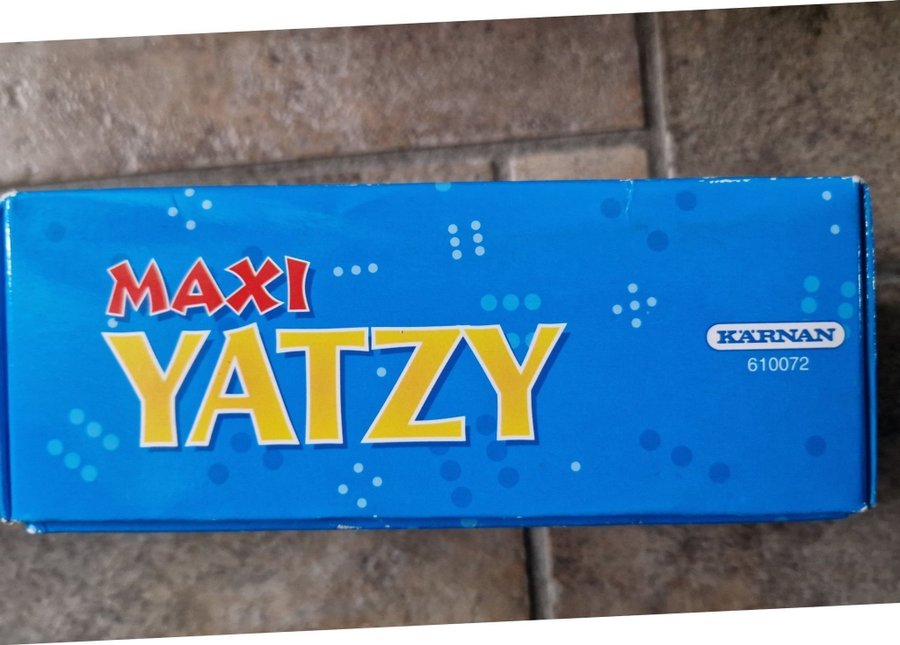 MAXI
YATZY
KÄRNAN
610072